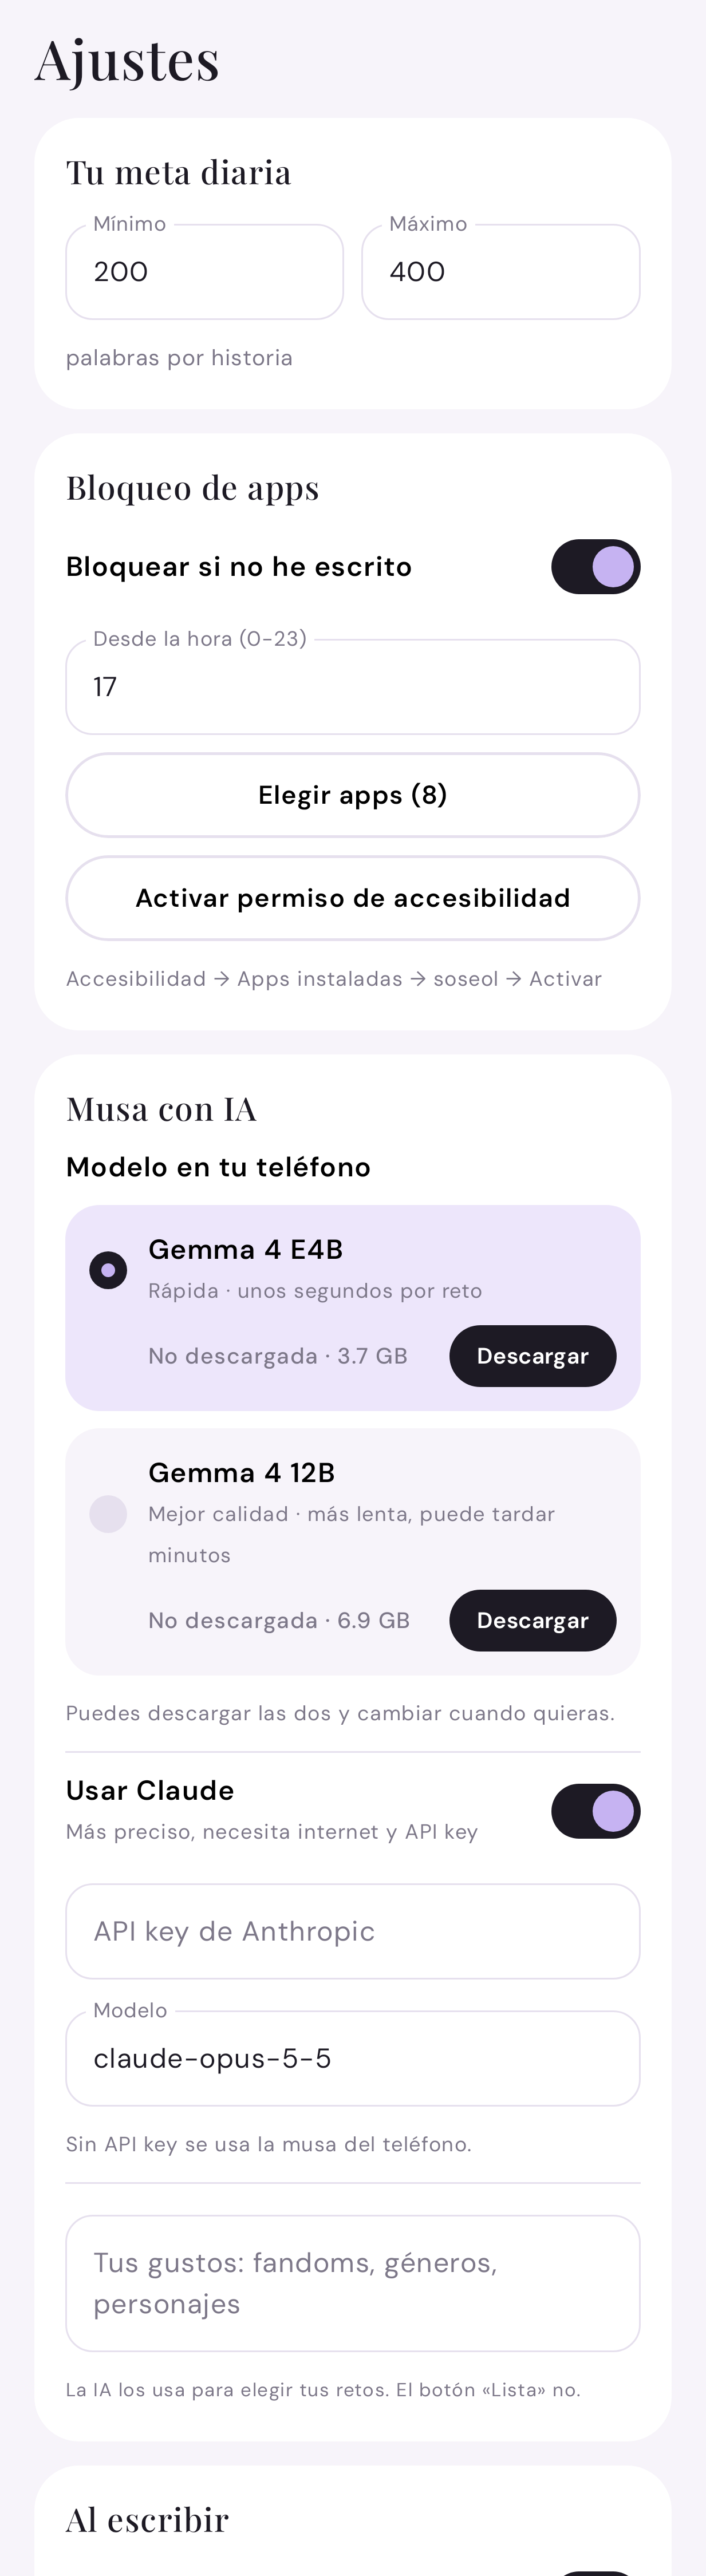 Ajustes
Tu meta diaria
Mínimo
Máximo
200
400
palabras por historia
Bloqueo de apps
Bloquear si no he escrito
Desde la hora (0-23)
17
Elegir apps (8)
Activar permiso de accesibilidad
Accesibilidad → Apps instaladas → soseol → Activar
Musa con IA
Modelo en tu teléfono
Gemma 4 E4B
Rápida · unos segundos por reto
No descargada · 3.7 GB
Descargar
Gemma 4 12B
Mejor calidad · más lenta, puede tardar
minutos
No descargada · 6.9 GB
Descargar
Puedes descargar las dos y cambiar cuando quieras.
Usar Claude
Más preciso, necesita internet y API key
API key de Anthropic
Modelo
claude-opus-5-5
Sin API key se usa la musa del teléfono.
Tus gustos: fandoms, géneros,
personajes
La IA los usa para elegir tus retos. El botón «Lista» no.
Al escribir